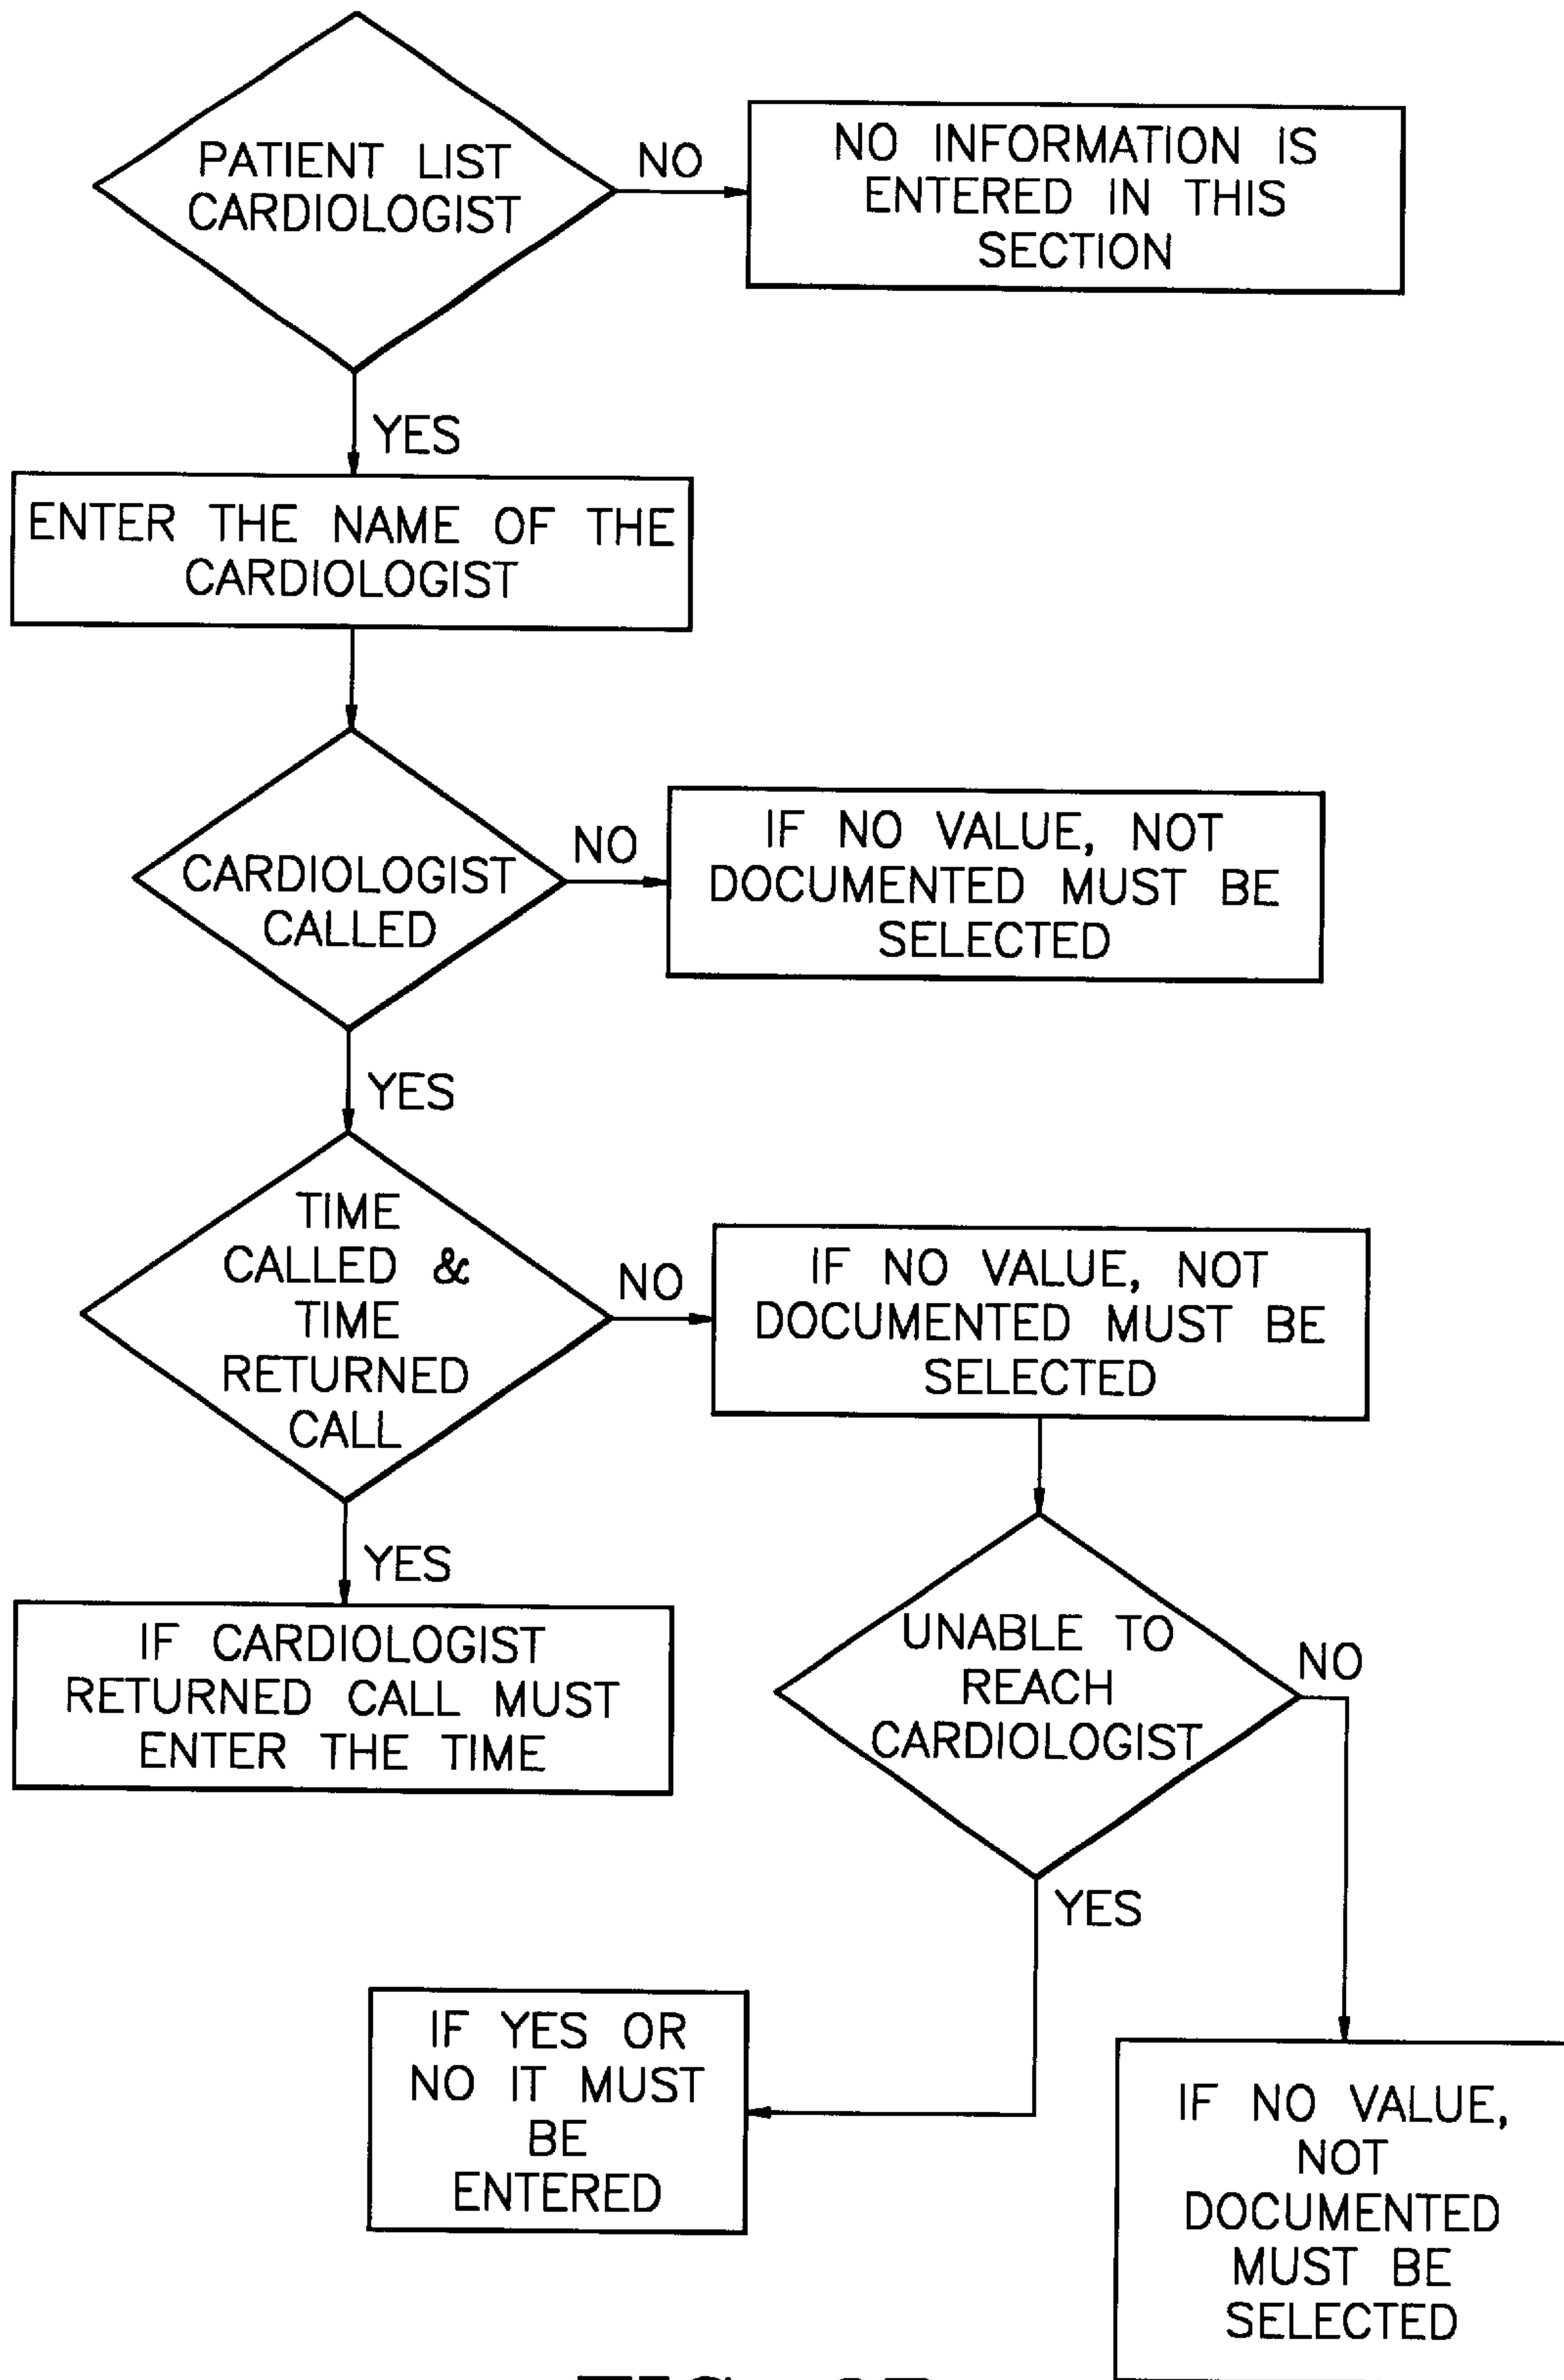 PATIENT LIST
CARDIOLOGIST
NO
NO INFORMATION IS
ENTERED IN THIS
SECTION
YES
ENTER THE NAME OF THE
CARDIOLOGIST
CARDIOLOGIST
CALLED
NO
IF NO VALUE, NOT
DOCUMENTED MUST BE
SELECTED
YES
TIME
CALLED &
TIME
RETURNED
CALL
NO
IF NO VALUE, NOT
DOCUMENTED MUST BE
SELECTED
YES
IF CARDIOLOGIST
RETURNED CALL MUST
ENTER THE TIME
UNABLE TO
REACH
CARDIOLOGIST
NO
YES
IF YES OR
NO IT MUST
BE
ENTERED
IF NO VALUE,
NOT
DOCUMENTED
MUST BE
SELECTED